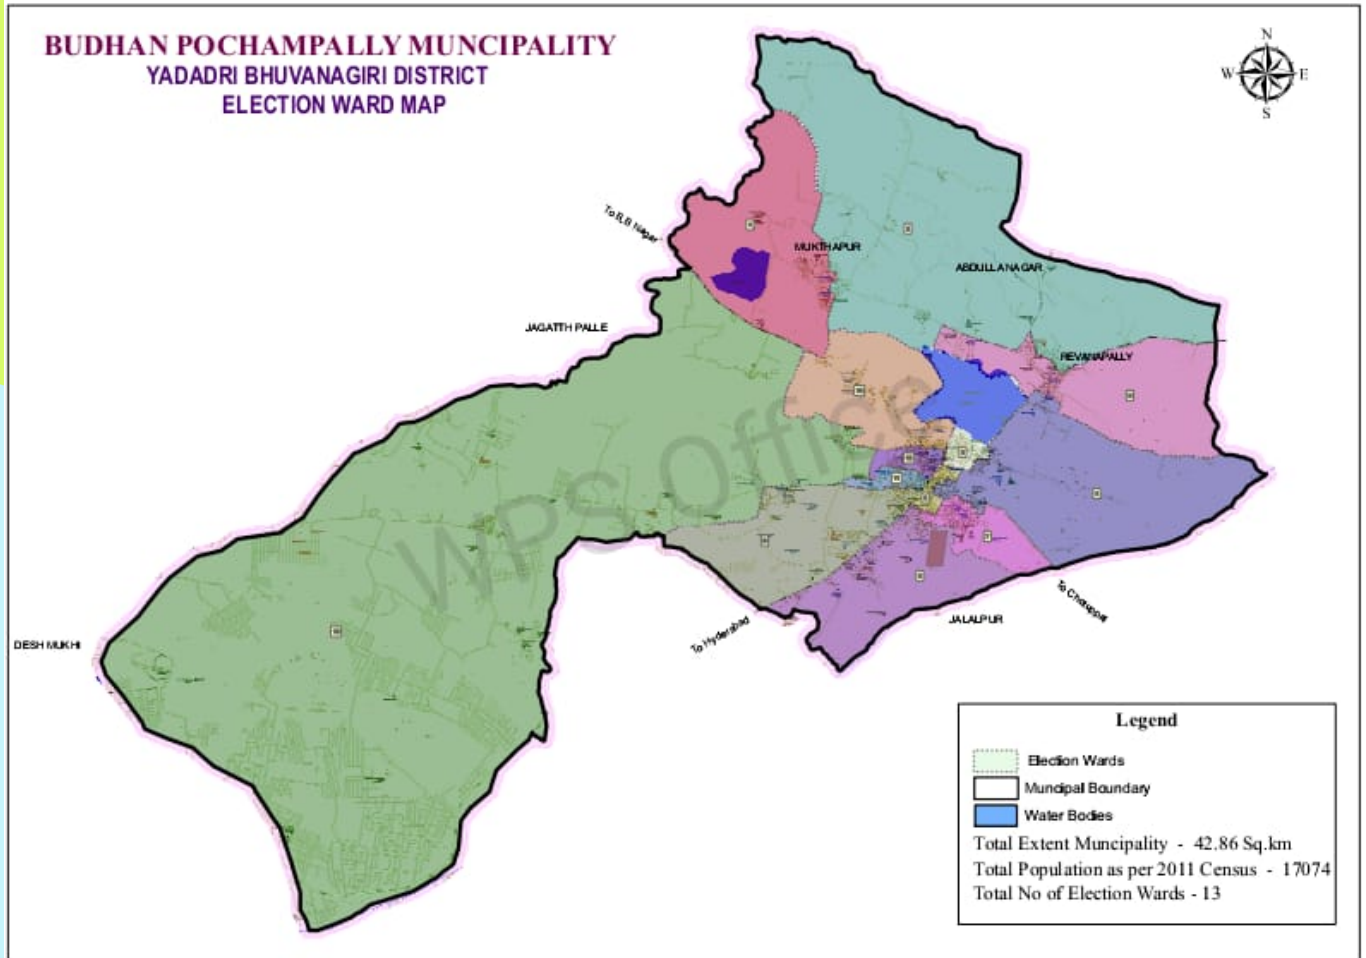 BUDHAN POCHAMPALLY MUNCIPALITY
YADADRI BHUVANAGIRI DISTRICT
ELECTION WARD MAP
N
W
E
S
To B.B Nagar
MUKTHAPUR
ABDULLANAGAR
JAGATTH PALLE
REVANAPALLY
WPS Office
DESH MUKHI
To Hyderabad
JALALPUR
To Choutuppal
Legend
Election Wards
Muncipal Boundary
Water Bodies
Total Extent Muncipality - 42.86 Sq.km
Total Population as per 2011 Census - 17074
Total No of Election Wards - 13